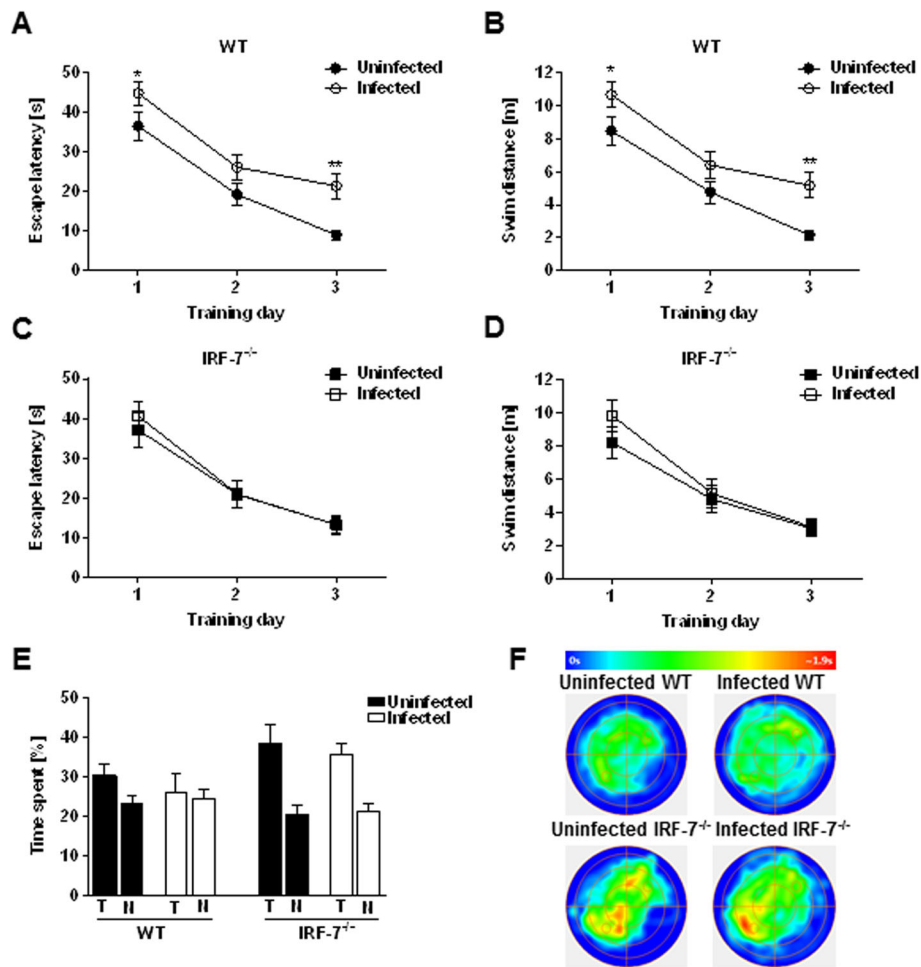 A
WT
Uninfected
Infected
Escape latency [s]
50
40
30
20
10
0
*
**
1 2 3
Training day
B
WT
Uninfected
Infected
Swim distance [m]
12
10
8
6
4
2
0
*
**
1 2 3
Training day
C
IRF-7-/-
Uninfected
Infected
Escape latency [s]
50
40
30
20
10
0
1 2 3
Training day
D
IRF-7-/-
Uninfected
Infected
Swim distance [m]
12
10
8
6
4
2
0
1 2 3
Training day
E
Uninfected
Infected
Time spent [%]
50
40
30
20
10
0
T N T N T N T N
WT IRF-7-/-
F
0s ~1.9s
Uninfected WT Infected WT
Uninfected IRF-7-/- Infected IRF-7-/-